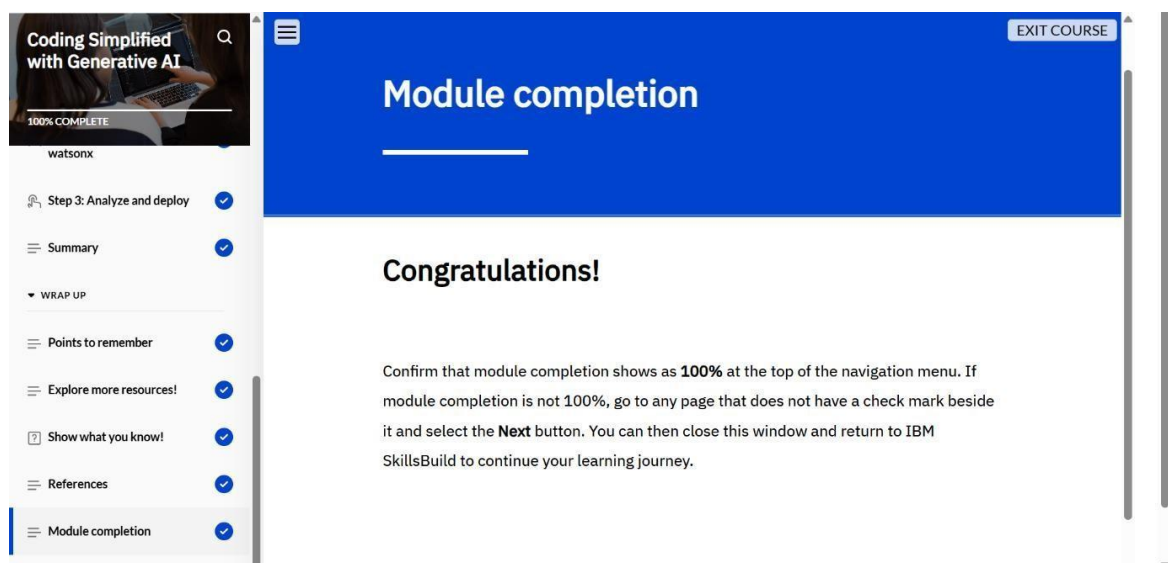 Coding Simplified
with Generative AI
100% COMPLETE
watsonx
Step 3: Analyze and deploy
Summary
WRAP UP
Points to remember
Explore more resources!
Show what you know!
References
Module completion
EXIT COURSE
Module completion
Congratulations!
Confirm that module completion shows as 100% at the top of the navigation menu. If
module completion is not 100%, go to any page that does not have a check mark beside
it and select the Next button. You can then close this window and return to IBM
SkillsBuild to continue your learning journey.